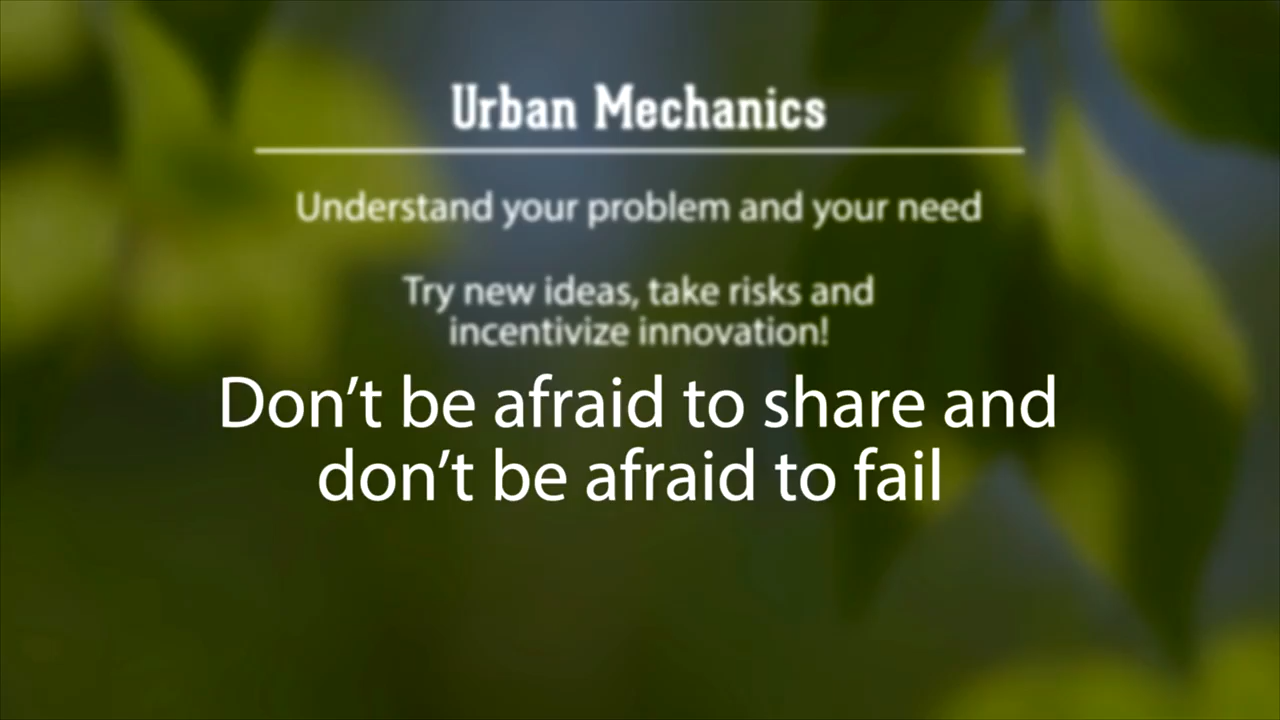 Urban Mechanics
Understand your problem and your need
Try new ideas, take risks and
incentivize innovation!
Don’t be afraid to share and
don’t be afraid to fail